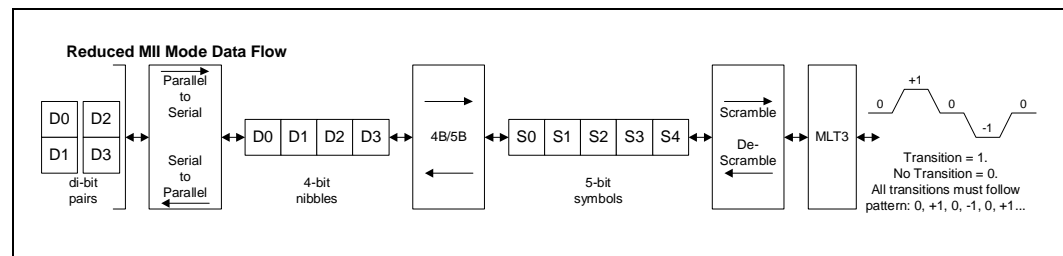 Reduced MII Mode Data Flow
D0 D2
D1 D3
di-bit
pairs
Parallel
to
Serial
Serial
to
Parallel
D0 D1 D2 D3
4-bit
nibbles
4B/5B
S0 S1 S2 S3 S4
5-bit
symbols
Scramble
De-
Scramble
MLT3
0 +1 0 -1 0
Transition = 1.
No Transition = 0.
All transitions must follow
pattern: 0, +1, 0, -1, 0, +1...